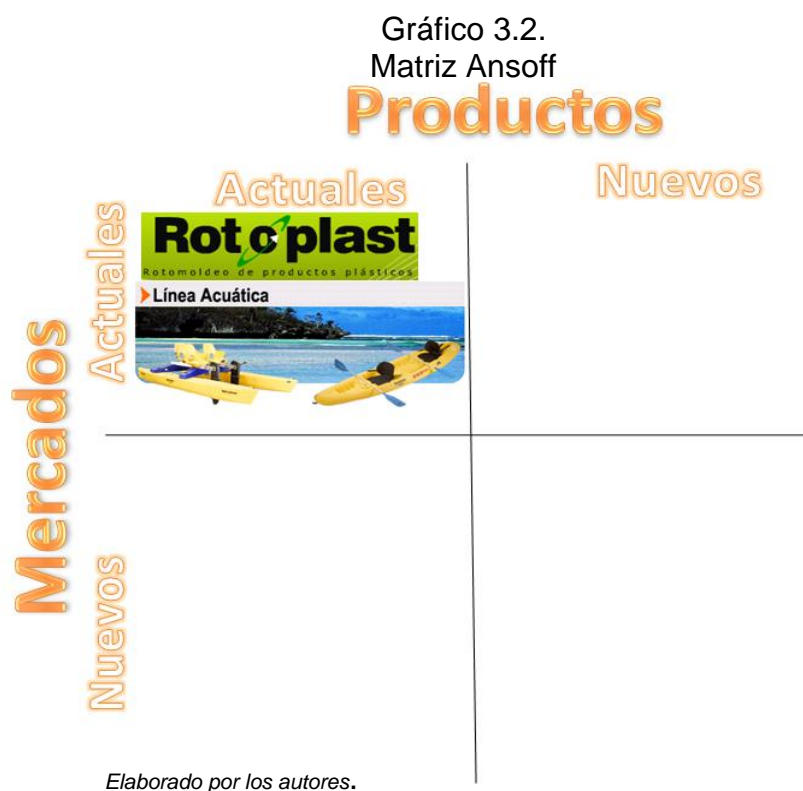 Gráfico 3.2.
Matriz Ansoff
Productos
Actuales
Nuevos
Mercados
Actuales
Rotoplast
Rotomoldeo de productos plásticos
Línea Acuática
Nuevos
Elaborado por los autores.